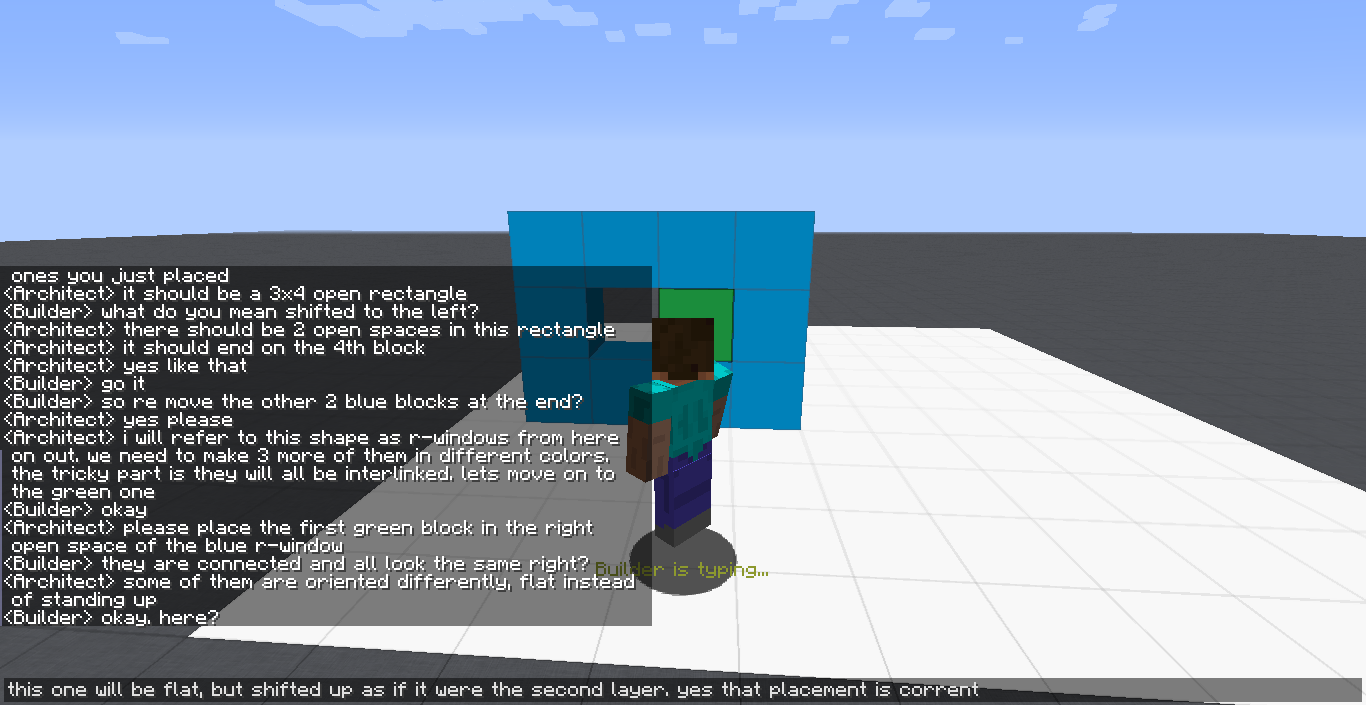 ones you just placed
<Architect> it should be a 3x4 open rectangle
<Builder> what do you mean shifted to the left?
<Architect> there should be 2 open spaces in this rectangle
<Architect> it should end on the 4th block
<Architect> yes like that
<Builder> go it
<Builder> so re move the other 2 blue blocks at the end?
<Architect> yes please
<Architect> i will refer to this shape as r-windows from here
on out. we need to make 3 more of them in different colors.
the tricky part is they will all be interlinked. lets move on to
the green one
<Builder> okay
<Architect> please place the first green block in the right
open space of the blue r-window
<Builder> they are connected and all look the same right?
Builder is typing...
<Architect> some of them are oriented differently, flat instead
of standing up
<Builder> okay. here?
this one will be flat, but shifted up as if it were the second layer. yes that placement is corrent